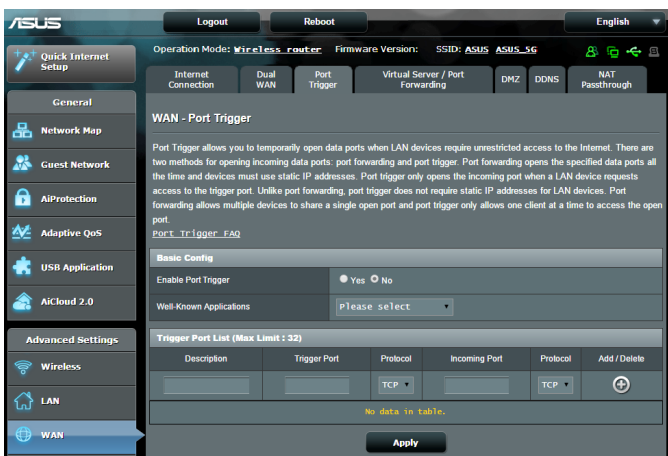 ASUS
Logout
Reboot
English
Quick Internet
Setup
Operation Mode: Wireless router Firmware Version: SSID: ASUS ASUS_5G
Internet
Connection
Dual
WAN
Port
Trigger
Virtual Server / Port
Forwarding
DMZ
DDNS
NAT
Passthrough
General
Network Map
Guest Network
AiProtection
Adaptive QoS
USB Application
AiCloud 2.0
Advanced Settings
Wireless
LAN
WAN
WAN - Port Trigger
Port Trigger allows you to temporarily open data ports when LAN devices require unrestricted access to the Internet. There are
two methods for opening incoming data ports: port forwarding and port trigger. Port forwarding opens the specified data ports all
the time and devices must use static IP addresses. Port trigger only opens the incoming port when a LAN device requests
access to the trigger port. Unlike port forwarding, port trigger does not require static IP addresses for LAN devices. Port
forwarding allows multiple devices to share a single open port and port trigger only allows one client at a time to access the open
port.
Port Trigger FAQ
Basic Config
Enable Port Trigger
Yes No
Well-Known Applications
Please select
Trigger Port List (Max Limit : 32)
Description Trigger Port Protocol Incoming Port Protocol Add / Delete
TCP TCP
No data in table.
Apply